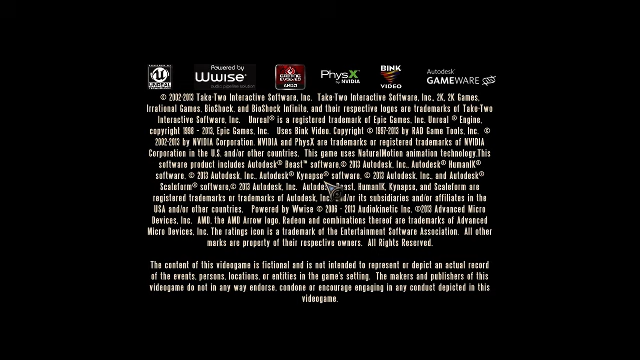 Powered by
Wwise
audio pipeline solution
GAMING
EVOLVED
AMD
PhysX
by NVIDIA
BINK
VIDEO
Autodesk
GAMEWARE
© 2002-2013 Take-Two Interactive Software, Inc. Take-Two Interactive Software, Inc., 2K, 2K Games,
Irrational Games, BioShock, and BioShock Infinite, and their respective logos are trademarks of Take-Two
Interactive Software, Inc. Unreal® is a registered trademark of Epic Games, Inc. Unreal ® Engine,
copyright 1998 - 2013, Epic Games, Inc. Uses Bink Video. Copyright © 1997-2013 by RAD Game Tools, Inc. ©
2002-2013 by NVIDIA Corporation. NVIDIA and PhysX are trademarks or registered trademarks of NVIDIA
Corporation in the U.S. and/or other countries. This game uses NaturalMotion animation technology.This
software product includes Autodesk® Beast™ software,© 2013 Autodesk, Inc., Autodesk® HumanIK®
software, © 2013 Autodesk, Inc. Autodesk® Kynapse® software. © 2013 Autodesk, Inc. and Autodesk®
Scaleform® software,© 2013 Autodesk, Inc. Autodesk, Beast, HumanIK, Kynapse, and Scaleform are
registered trademarks or trademarks of Autodesk, Inc. and/or its subsidiaries and/or affiliates in the
USA and/or other countries. Powered by Wwise © 2006 - 2013 Audiokinetic Inc. ©2013 Advanced Micro
Devices, Inc. AMD, the AMD Arrow logo, Radeon and combinations thereof are trademarks of Advanced
Micro Devices, Inc. The ratings icon is a trademark of the Entertainment Software Association. All other
marks are property of their respective owners. All Rights Reserved.
The content of this videogame is fictional and is not intended to represent or depict an actual record
of the events, persons, locations, or entities in the game's setting. The makers and publishers of this
videogame do not in any way endorse, condone or encourage engaging in any conduct depicted in this
videogame.